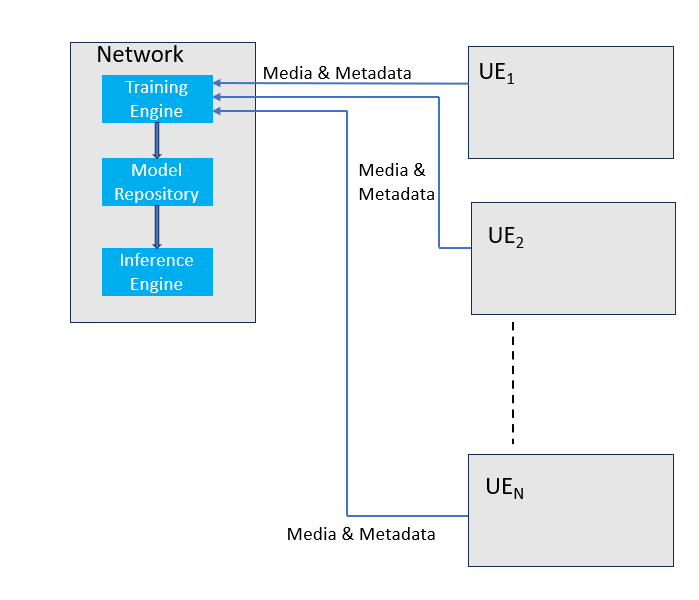 Network
Training
Engine
Model
Repository
Inference
Engine
Media & Metadata
UE1
Media &
Metadata
UE2
UEN
Media & Metadata